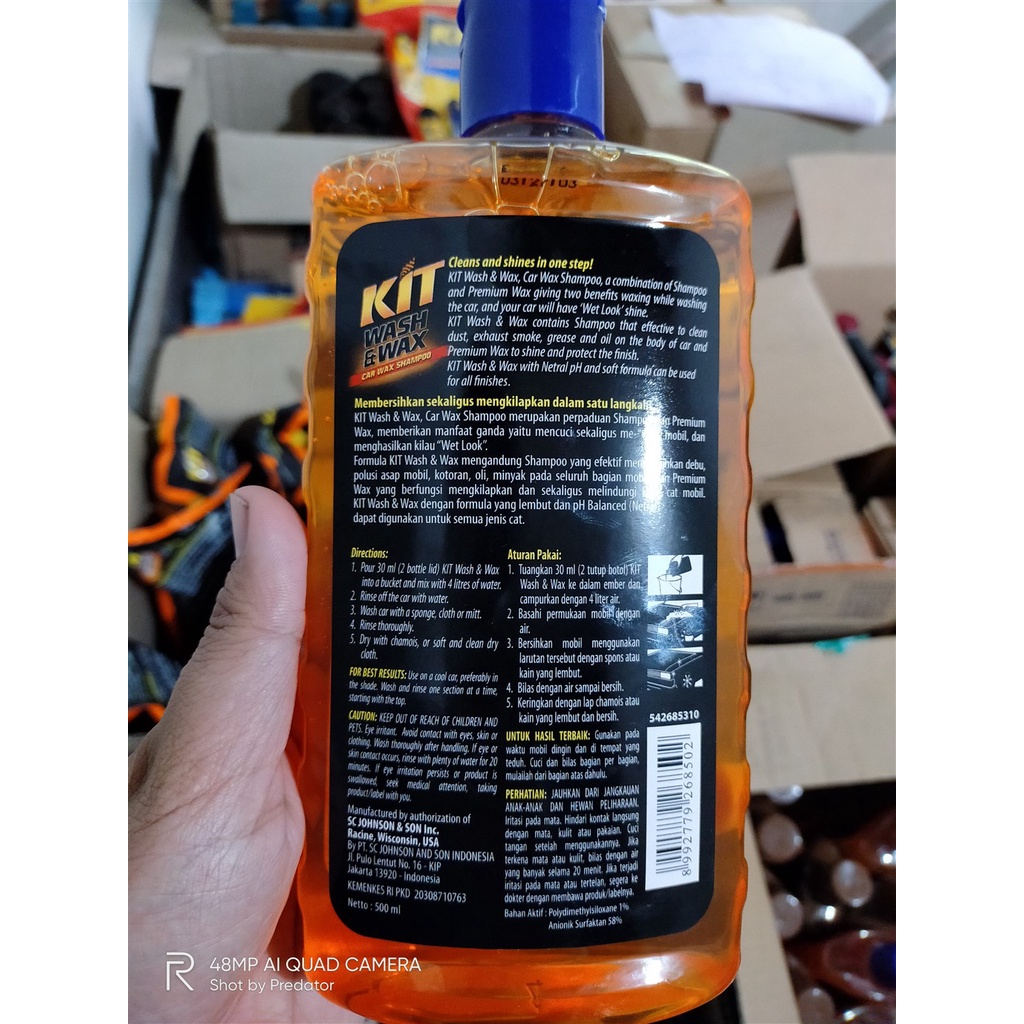 KIT
WASH
& WAX
CAR WAX SHAMPOO
Cleans and shines in one step!
KIT Wash & Wax, Car Wax Shampoo, a combination of Shampoo
and Premium Wax giving two benefits waxing while washing
the car, and your car will have 'Wet Look' shine.
KIT Wash & Wax contains Shampoo that effective to clean
dust, exhaust smoke, grease and oil on the body of car and
Premium Wax to shine and protect the finish.
KIT Wash & Wax with Netral pH and soft formula can be used
for all finishes.
Membersihkan sekaligus mengkilapkan dalam satu langkah
KIT Wash & Wax, Car Wax Shampoo merupakan perpaduan Premium
Wax, memberikan manfaat ganda yaitu mencuci sekaligus mobil, dan
menghasilkan kilau "Wet Look".
Formula KIT Wash & Wax mengandung Shampoo yang efektif debu,
polusi asap mobil, kotoran, oli, minyak pada seluruh bagian Premium
Wax yang berfungsi mengkilapkan dan sekaligus melindungi cat mobil.
KIT Wash & Wax dengan formula yang lembut dan pH Balanced
dapat digunakan untuk semua jenis cat.
Directions:
1. Pour 30 ml (2 bottle lid) KIT Wash & Wax
into a bucket and mix with 4 litres of water.
2. Rinse off the car with water.
3. Wash car with a sponge, cloth or mitt.
4. Rinse thoroughly.
5. Dry with chamois, or soft and clean dry
cloth.
FOR BEST RESULTS: Use on a cool car, preferably in
the shade. Wash and rinse one section at a time,
starting with the top.
CAUTION: KEEP OUT OF REACH OF CHILDREN AND
PETS. Eye irritant. Avoid contact with eyes, skin or
clothing. Wash thoroughly after handling. If eye or
skin contact occurs, rinse with plenty of water for 20
minutes. If eye irritation persists or product is
swallowed, seek medical attention, taking
product/label with you.
Manufactured by authorization of
SC JOHNSON & SON Inc.
Racine, Wisconsin, USA
By PT. SC JOHNSON AND SON INDONESIA
Jl. Pulo Lentut No. 16 - KIP
Jakarta 13920 - Indonesia
KEMENKES RI PKD 20308710763
Netto : 500 ml
Aturan Pakai:
1. Tuangkan 30 ml (2 tutup botol) KIT
Wash & Wax ke dalam ember dan
campurkan dengan 4 liter air.
2. Basahi permukaan mobil dengan
air.
3. Bersihkan mobil menggunakan
larutan tersebut dengan spons atau
kain yang lembut.
4. Bilas dengan air sampai bersih.
5. Keringkan dengan lap chamois atau
kain yang lembut dan bersih.
UNTUK HASIL TERBAIK: Gunakan pada
waktu mobil dingin dan di tempat yang
teduh. Cuci dan bilas bagian per bagian,
mulailah dari bagian atas dahulu.
PERHATIAN: JAUHKAN DARI JANGKAUAN
ANAK-ANAK DAN HEWAN PELIHARAAN.
Iritasi pada mata. Hindari kontak langsung
dengan mata, kulit atau pakaian. Cuci
tangan setelah menggunakannya. Jika
terkena mata atau kulit, bilas dengan air
yang banyak selama 20 menit. Jika terjadi
iritasi pada mata atau tertelan, segera ke
dokter dengan membawa produk/labelnya.
Bahan Aktif : Polydimethylsiloxane 1%
Anionik Surfaktan 58%
542685310
8992779268502
48MP AI QUAD CAMERA
Shot by Predator